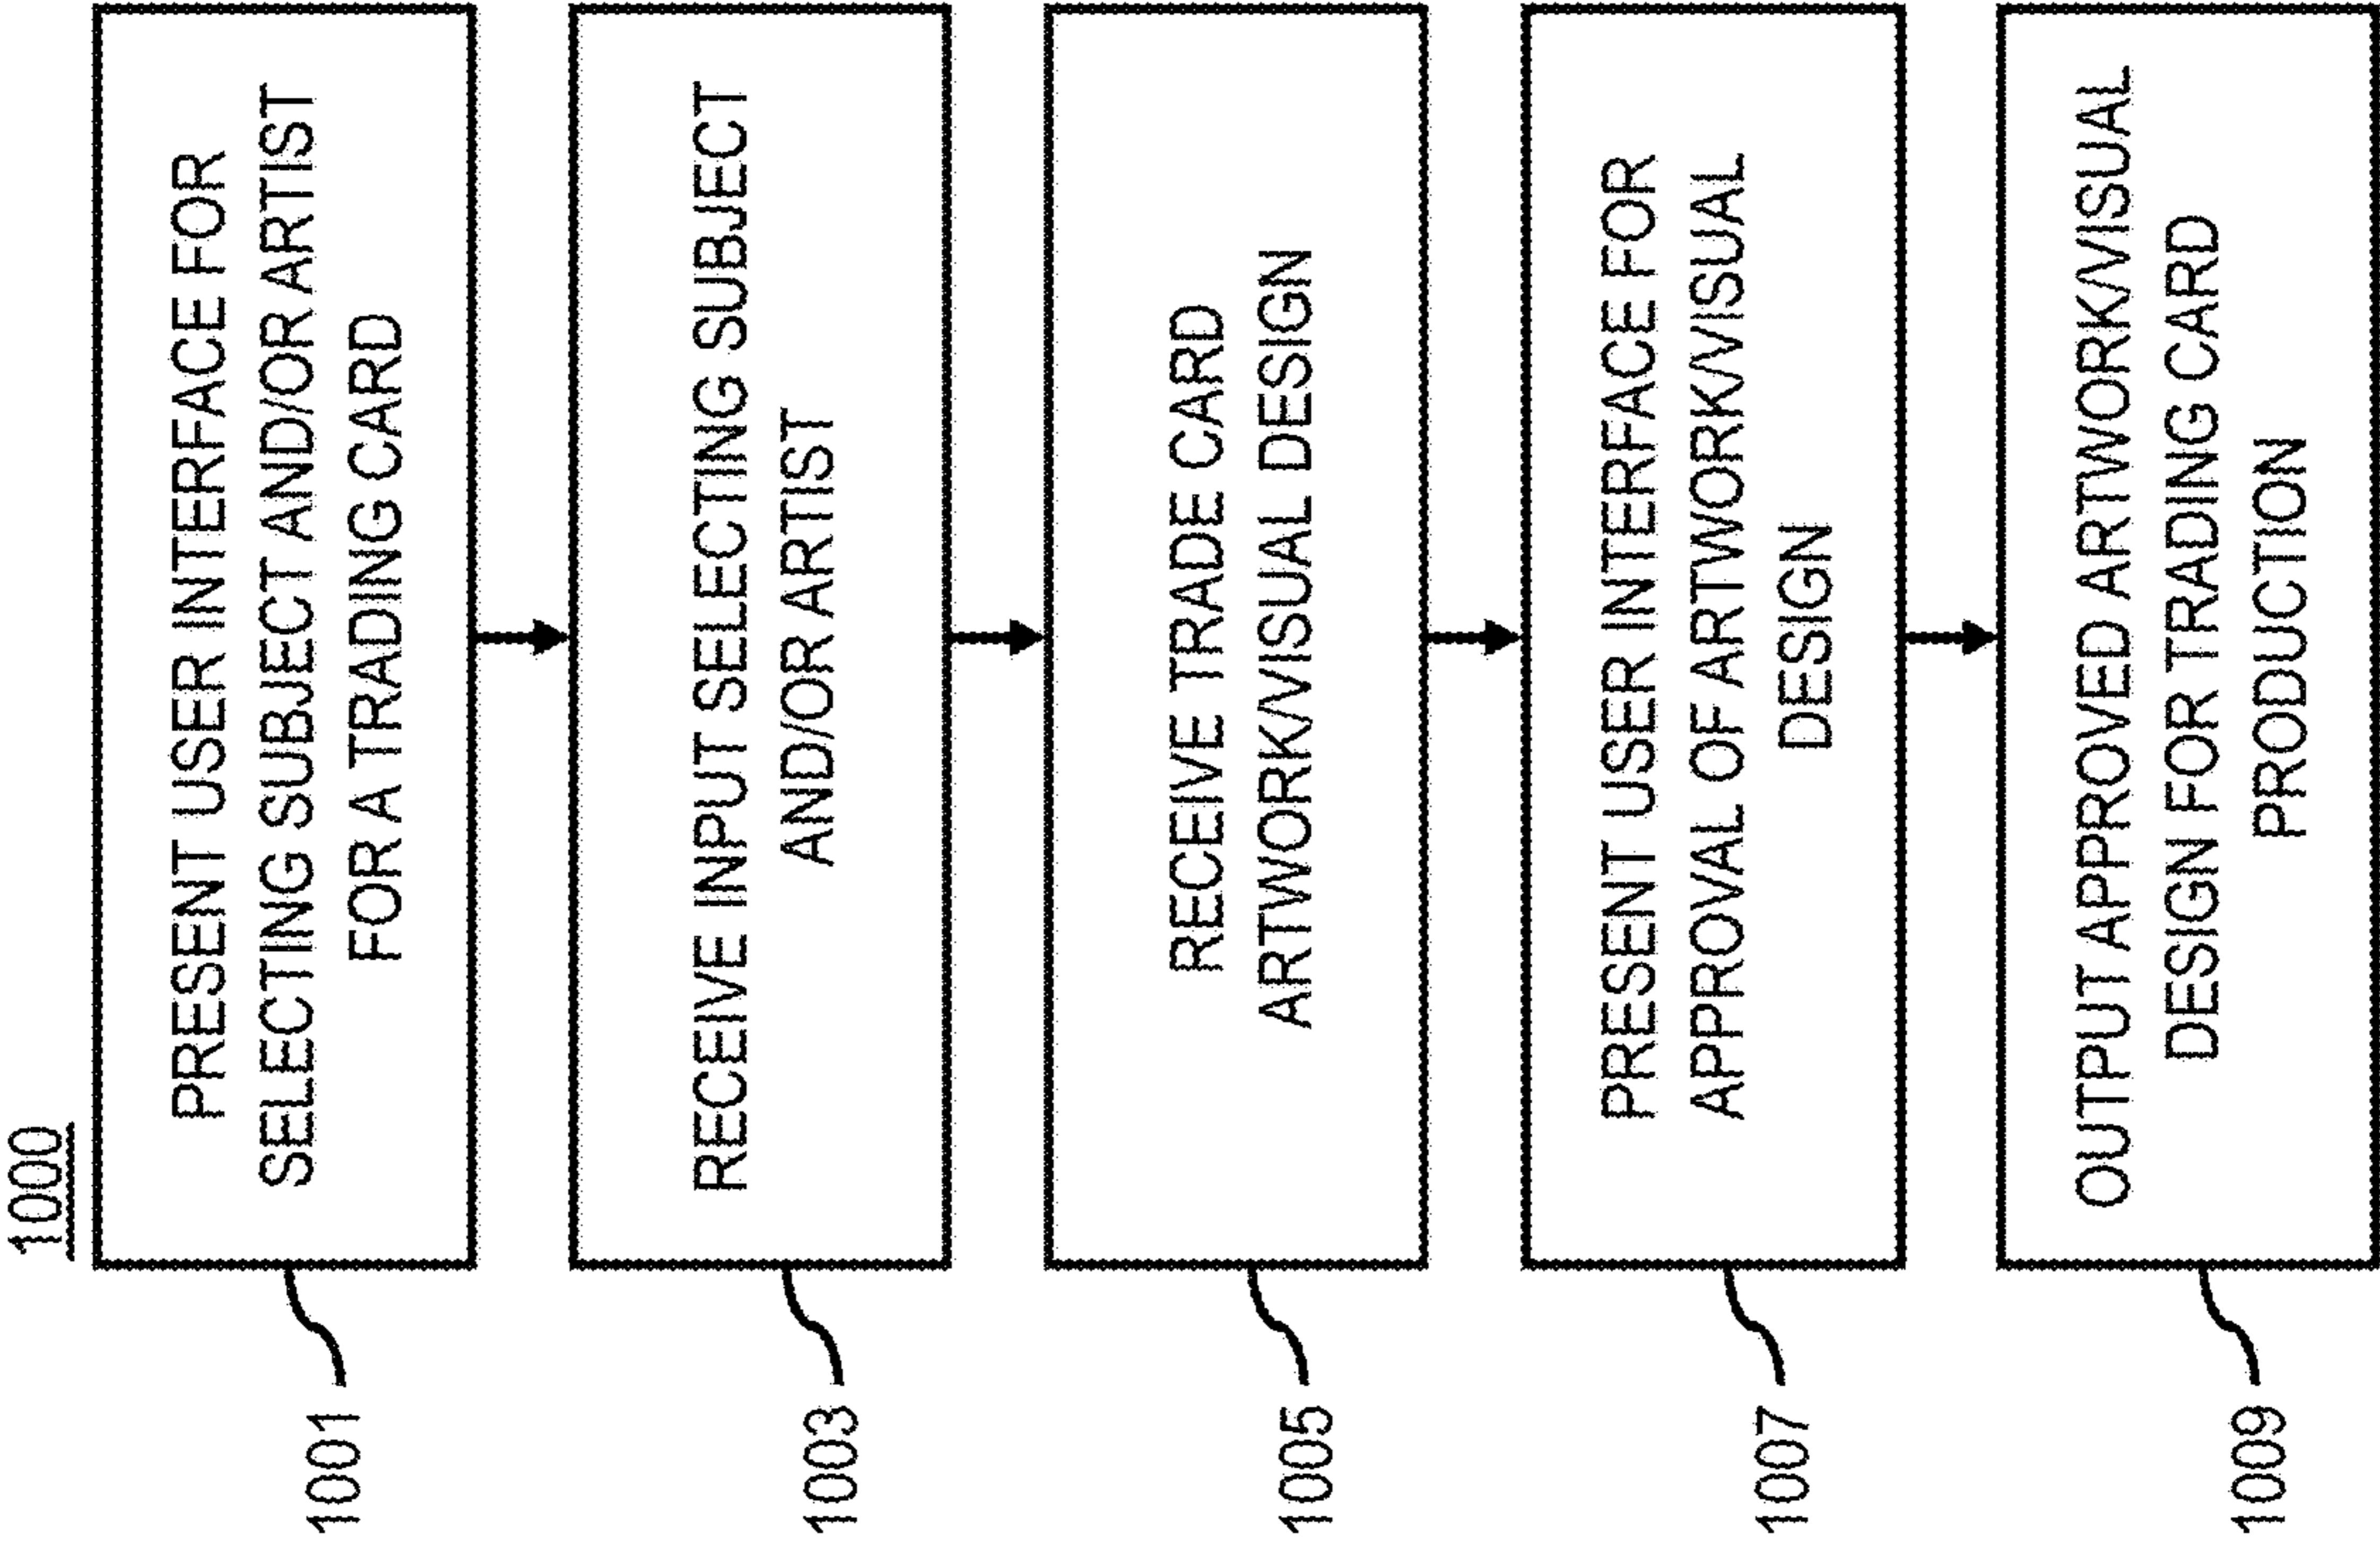 1000
1001
PRESENT USER INTERFACE FOR
SELECTING SUBJECT AND/OR ARTIST
FOR A TRADING CARD
1003
RECEIVE INPUT SELECTING SUBJECT
AND/OR ARTIST
1005
RECEIVE TRADE CARD
ARTWORK/VISUAL DESIGN
1007
PRESENT USER INTERFACE FOR
APPROVAL OF ARTWORK/VISUAL
DESIGN
1009
OUTPUT APPROVED ARTWORK/VISUAL
DESIGN FOR TRADING CARD
PRODUCTION